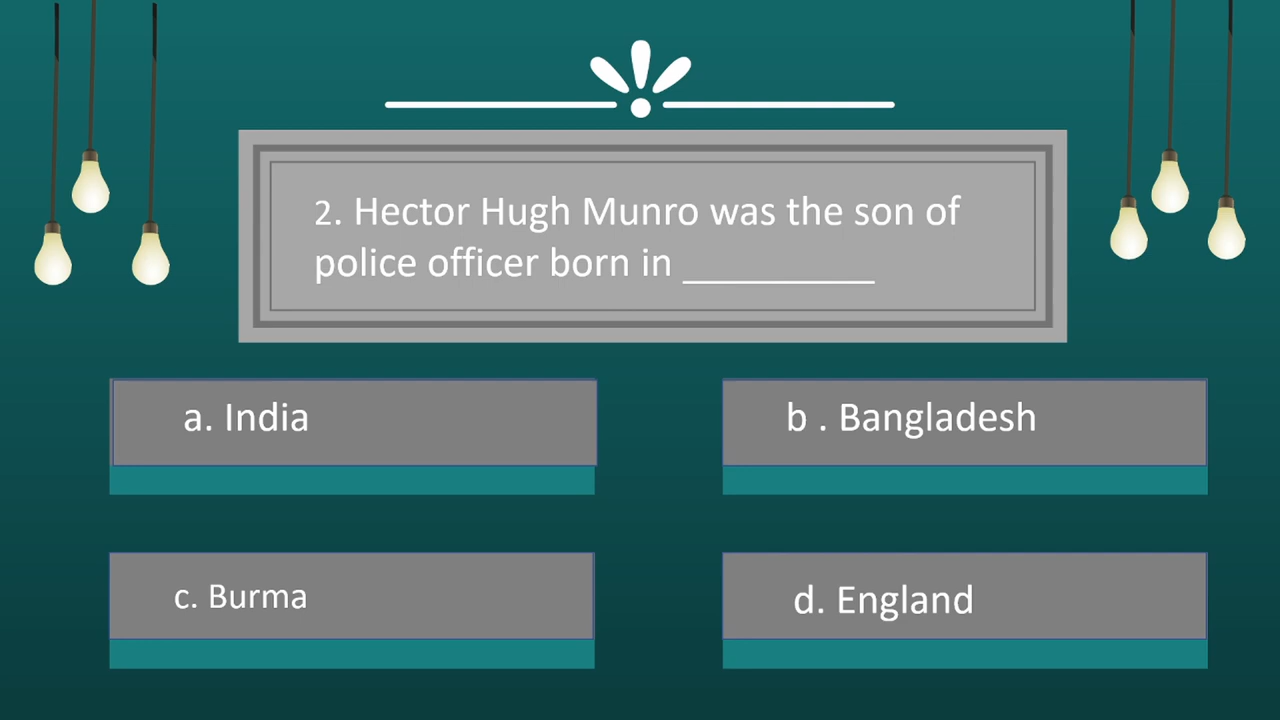 2. Hector Hugh Munro was the son of
police officer born in __________
a. India
b . Bangladesh
c. Burma
d. England